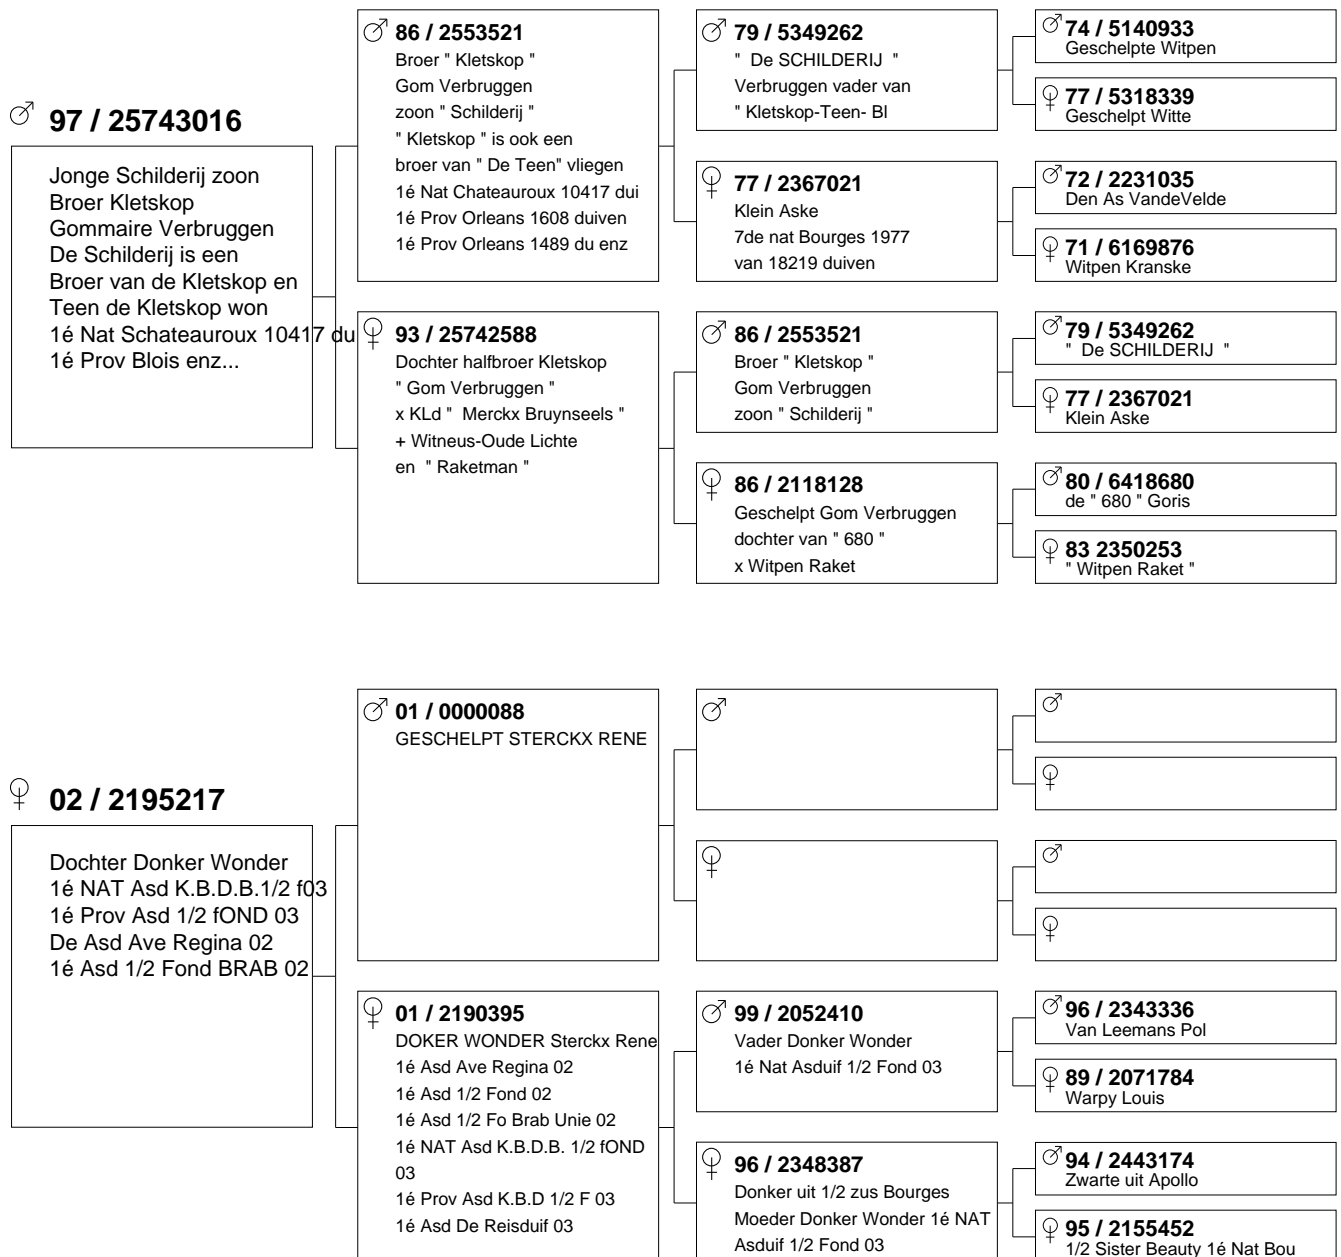 ♂ 97 / 25743016
Jonge Schilderij zoon
Broer Kletskop
Gommaire Verbruggen
De Schilderij is een
Broer van de Kletskop en
Teen de Kletskop won
1é Nat Schateauroux 10417 du
1é Prov Blois enz...
♂ 86 / 2553521
Broer " Kletskop "
Gom Verbruggen
zoon " Schilderij "
" Kletskop " is ook een
broer van " De Teen" vliegen
1é Nat Chateauroux 10417 dui
1é Prov Orleans 1608 duiven
1é Prov Orleans 1489 du enz
♀ 93 / 25742588
Dochter halfbroer Kletskop
" Gom Verbruggen "
x KLd " Merckx Bruynseels "
+ Witneus-Oude Lichte
en " Raketman "
♂ 79 / 5349262
" De SCHILDERIJ "
Verbruggen vader van
" Kletskop-Teen- Bl
♀ 77 / 2367021
Klein Aske
7de nat Bourges 1977
van 18219 duiven
♂ 86 / 2553521
Broer " Kletskop "
Gom Verbruggen
zoon " Schilderij "
♀ 86 / 2118128
Geschelpt Gom Verbruggen
dochter van " 680 "
x Witpen Raket
♂ 74 / 5140933
Geschelpte Witpen
♀ 77 / 5318339
Geschelpt Witte
♂ 72 / 2231035
Den As VandeVelde
♀ 71 / 6169876
Witpen Kranske
♂ 79 / 5349262
" De SCHILDERIJ "
♀ 77 / 2367021
Klein Aske
♂ 80 / 6418680
de " 680 " Goris
♀ 83 2350253
" Witpen Raket "
♀ 02 / 2195217
Dochter Donker Wonder
1é NAT Asd K.B.D.B.1/2 f03
1é Prov Asd 1/2 fOND 03
De Asd Ave Regina 02
1é Asd 1/2 Fond BRAB 02
♂ 01 / 0000088
GESCHELPT STERCKX RENE
♀ 01 / 2190395
DOKER WONDER Sterckx Rene
1é Asd Ave Regina 02
1é Asd 1/2 Fond 02
1é Asd 1/2 Fo Brab Unie 02
1é NAT Asd K.B.D.B. 1/2 fOND
03
1é Prov Asd K.B.D 1/2 F 03
1é Asd De Reisduif 03
♂
♀
♂ 99 / 2052410
Vader Donker Wonder
1é Nat Asduif 1/2 Fond 03
♀ 96 / 2348387
Donker uit 1/2 zus Bourges
Moeder Donker Wonder 1é NAT
Asduif 1/2 Fond 03
♂
♀
♂
♀
♂ 96 / 2343336
Van Leemans Pol
♀ 89 / 2071784
Warpy Louis
♂ 94 / 2443174
Zwarte uit Apollo
♀ 95 / 2155452
1/2 Sister Beauty 1é Nat Bou